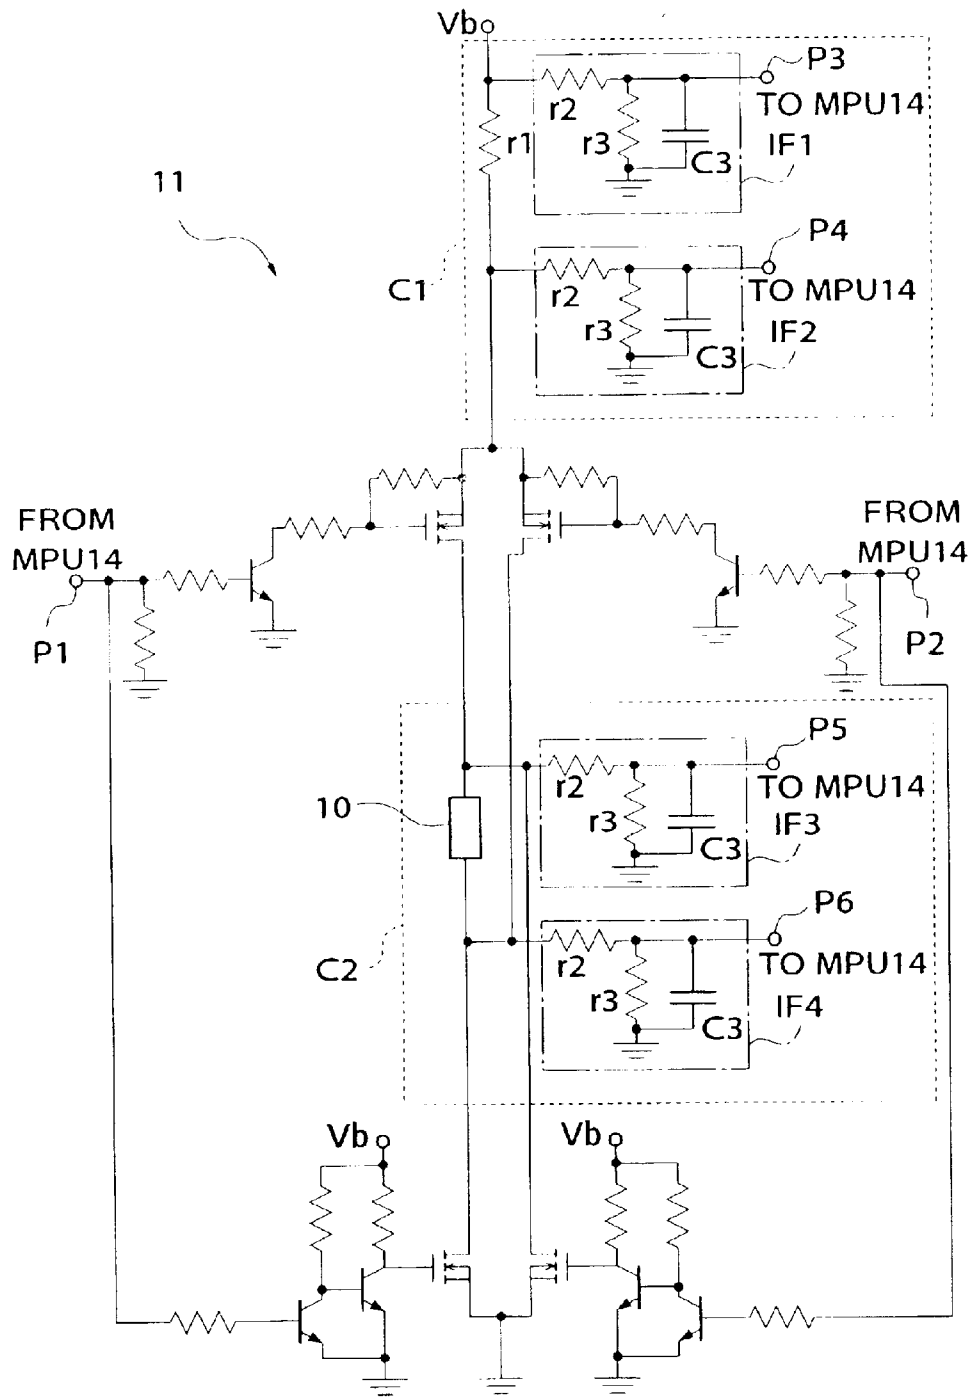 Vb
P3
TO MPU14
r2
r1
r3
C3
IF1
11
P4
C1
r2
TO MPU14
r3
C3
IF2
FROM
MPU14
FROM
MPU14
P1
P2
P5
r2
TO MPU14
10
r3
C3
IF3
P6
C2
r2
TO MPU14
r3
C3
IF4
Vb
Vb